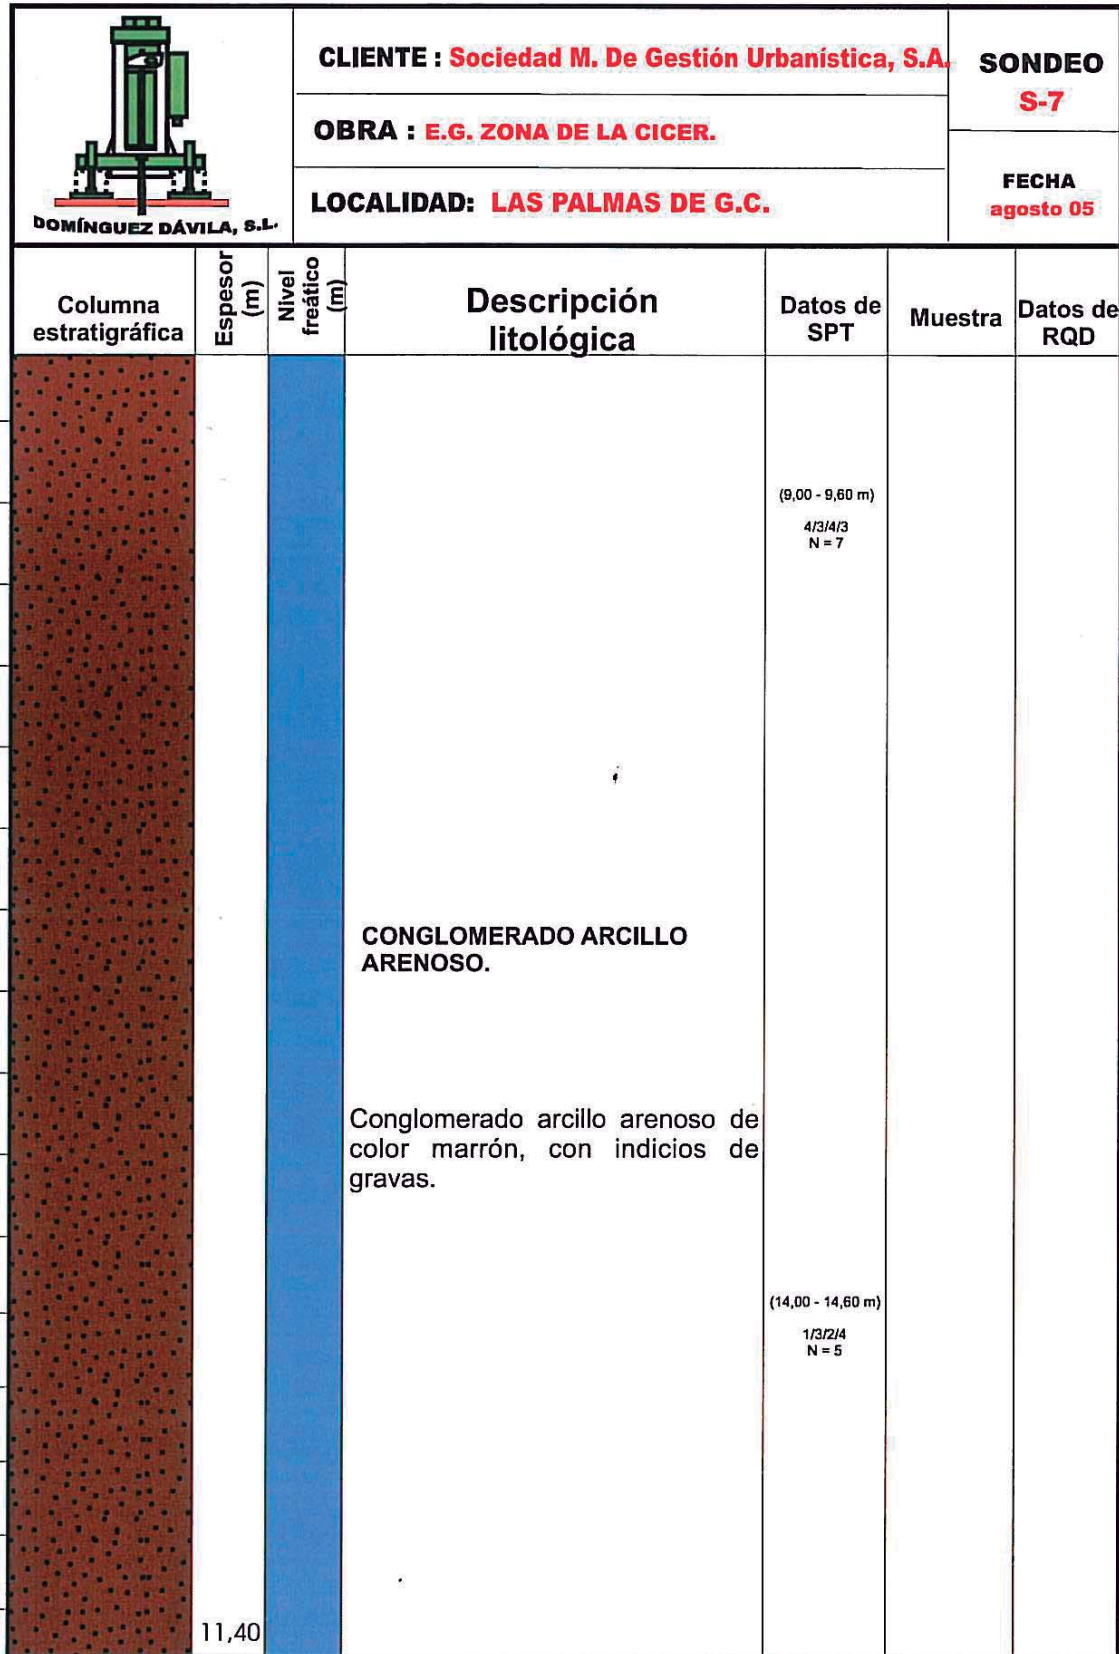 DOMÍNGUEZ DÁVILA, S.L.
CLIENTE : Sociedad M. De Gestión Urbanística, S.A.
OBRA : E.G. ZONA DE LA CICER.
LOCALIDAD: LAS PALMAS DE G.C.
SONDEO
S-7
FECHA
agosto 05
Columna
estratigráfica
Espesor
(m)
Nivel
freático
(m)
Descripción
litológica
Datos de
SPT
Muestra
Datos de
RQD
(9,00 - 9,60 m)
4/3/4/3
N = 7
CONGLOMERADO ARCILLO
ARENOSO.
Conglomerado arcillo arenoso de
color marrón, con indicios de
gravas.
(14,00 - 14,60 m)
1/3/2/4
N = 5
11,40